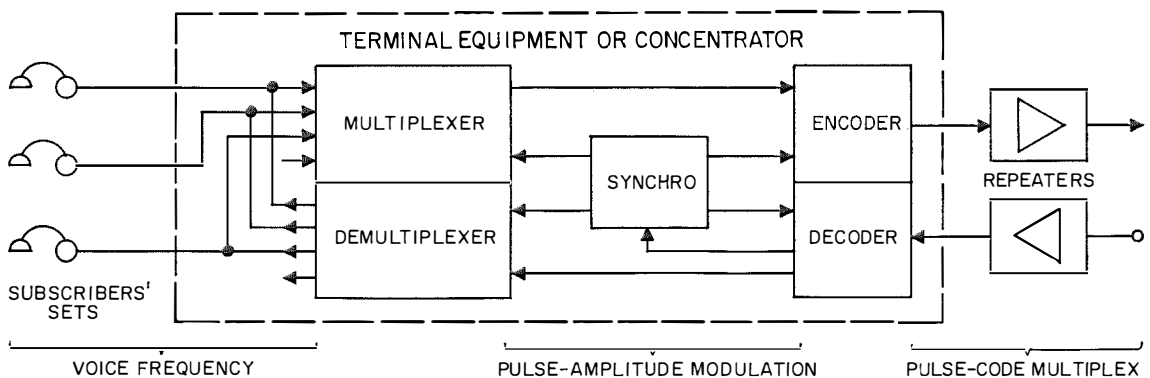 TERMINAL EQUIPMENT OR CONCENTRATOR
MULTIPLEXER
ENCODER
SYNCHRO
REPEATERS
DEMULTIPLEXER
DECODER
SUBSCRIBERS'
SETS
VOICE FREQUENCY
PULSE-AMPLITUDE MODULATION
PULSE-CODE MULTIPLEX